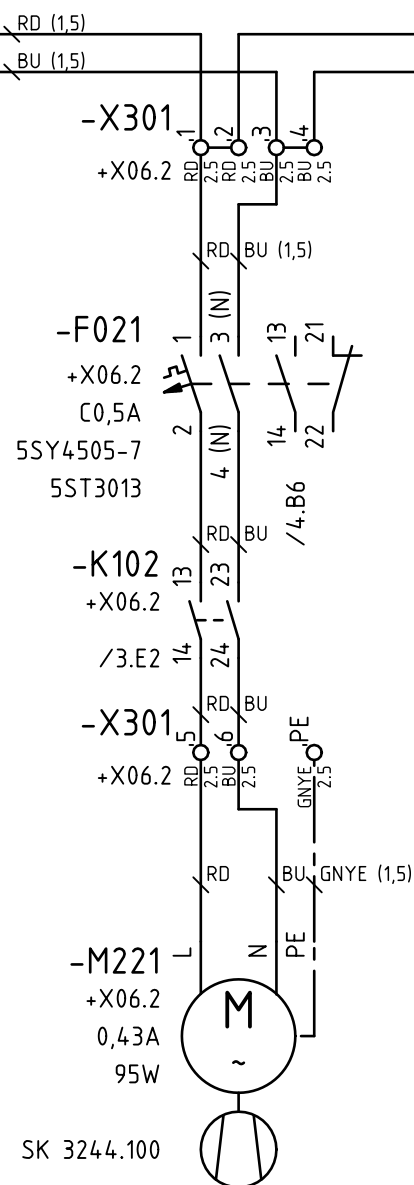 RD (1,5)
BU (1,5)
-X301
1 2 3 4
+X06.2
RD 2.5 RD 2.5 BU 2.5 BU 2.5
RD BU (1,5)
-F021
1 3 (N) 13 21
+X06.2
C0,5A
2 4 (N) 14 22
5SY4505-7
5ST3013
/4.B6
RD BU
-K102
13 23
+X06.2
/3.E2
14 24
RD BU
-X301
5 6 PE
+X06.2
RD 2.5 BU 2.5 GNYE 2.5
RD BU GNYE (1,5)
-M221
L N PE
+X06.2
M
0,43A
~
95W
SK 3244.100